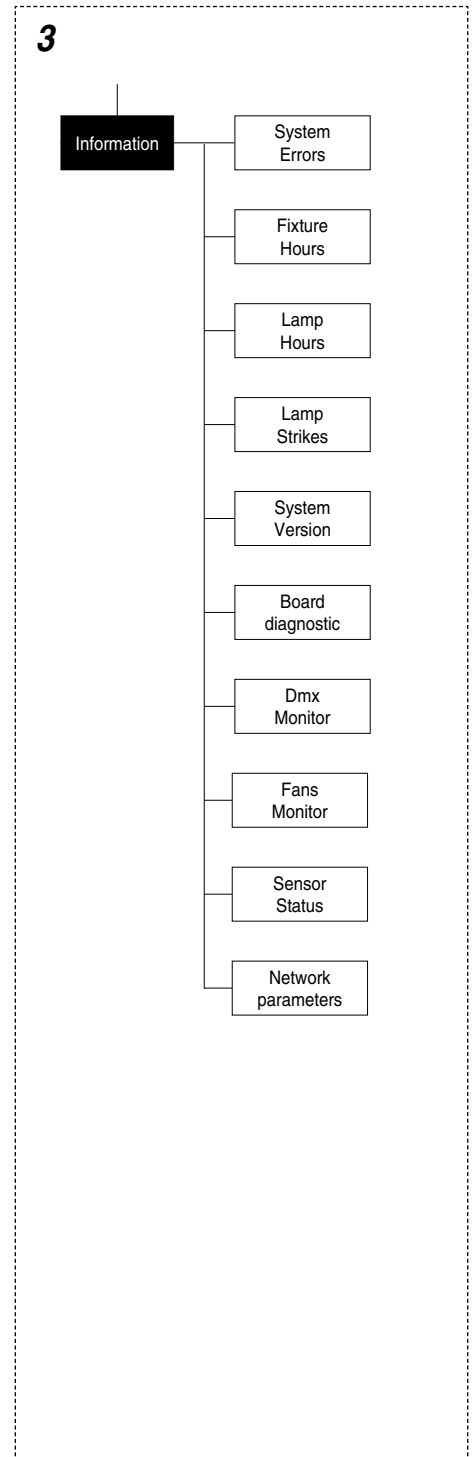 3
Information
System
Errors
Fixture
Hours
Lamp
Hours
Lamp
Strikes
System
Version
Board
diagnostic
Dmx
Monitor
Fans
Monitor
Sensor
Status
Network
parameters